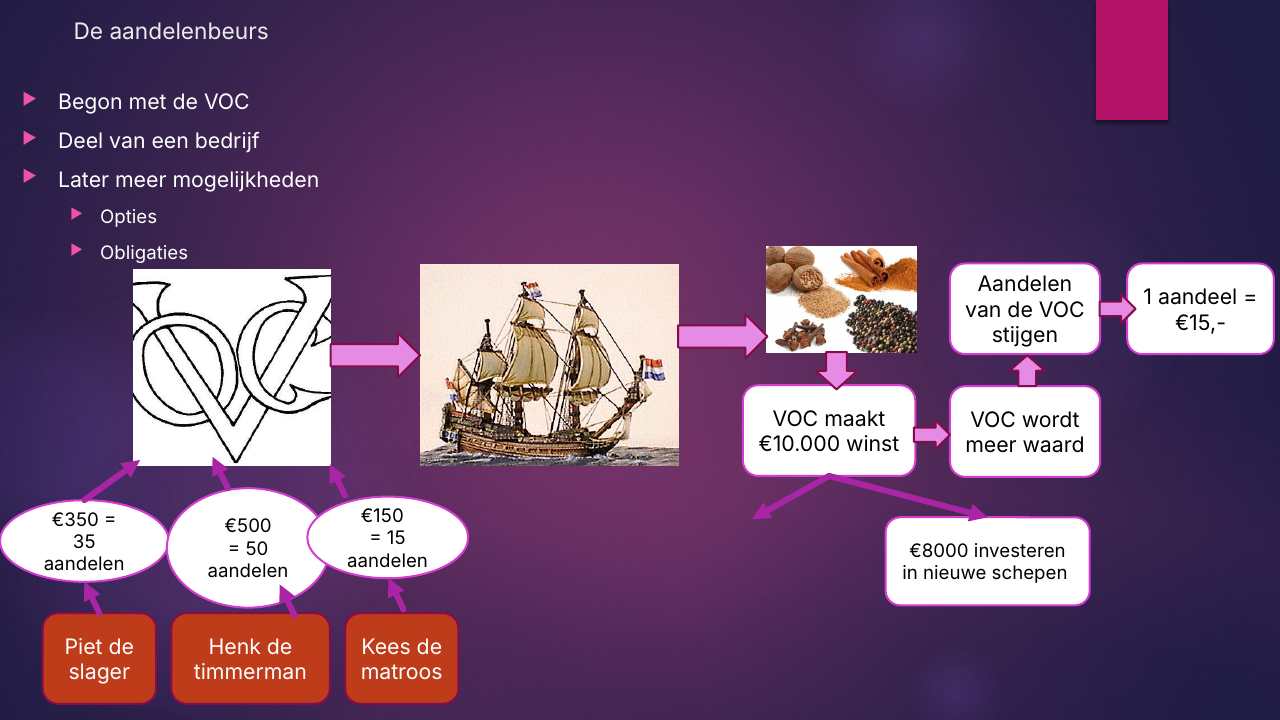 De aandelenbeurs
Begon met de VOC
Deel van een bedrijf
Later meer mogelijkheden
Opties
Obligaties
VOC
Aandelen
van de VOC
stijgen
1 aandeel =
€15,-
VOC maakt
€10.000 winst
VOC wordt
meer waard
€350 =
35
aandelen
€500
= 50
aandelen
€150
= 15
aandelen
€8000 investeren
in nieuwe schepen
Piet de
slager
Henk de
timmerman
Kees de
matroos